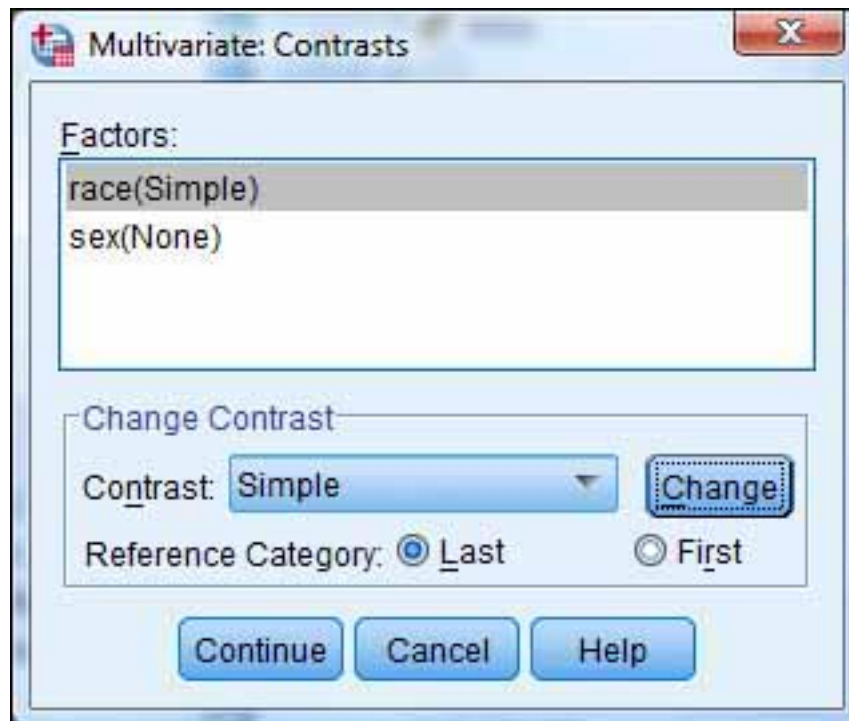 Multivariate: Contrasts
Factors:
race(Simple)
sex(None)
Change Contrast
Contrast: Simple Change
Reference Category: Last First
Continue Cancel Help